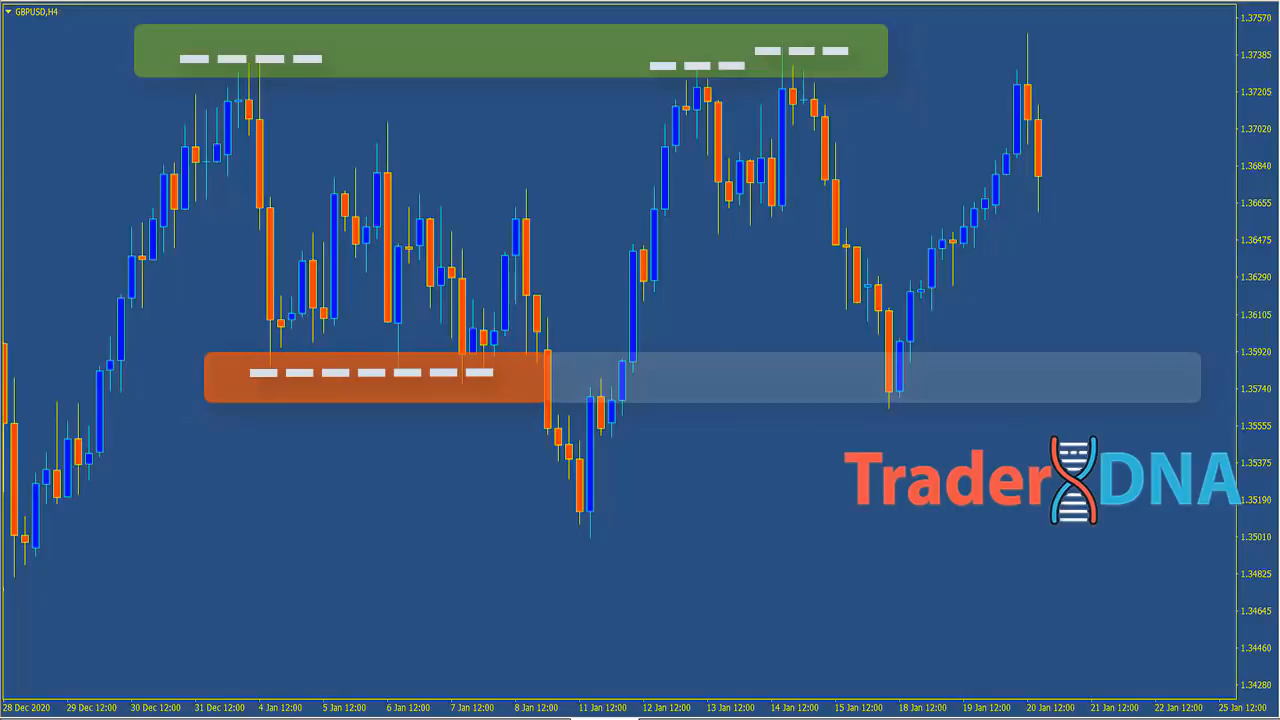 GBPUSD,H4
1.37570
1.37385
1.37205
1.37020
1.36840
1.36655
1.36475
1.36290
1.36105
1.35920
1.35740
1.35555
1.35375
1.35190
1.35010
1.34825
1.34645
1.34460
1.34280
TraderDNA
28 Dec 2020
29 Dec 12:00
30 Dec 12:00
31 Dec 12:00
4 Jan 12:00
5 Jan 12:00
6 Jan 12:00
7 Jan 12:00
8 Jan 12:00
11 Jan 12:00
12 Jan 12:00
13 Jan 12:00
14 Jan 12:00
15 Jan 12:00
18 Jan 12:00
19 Jan 12:00
20 Jan 12:00
21 Jan 12:00
22 Jan 12:00
25 Jan 12:00